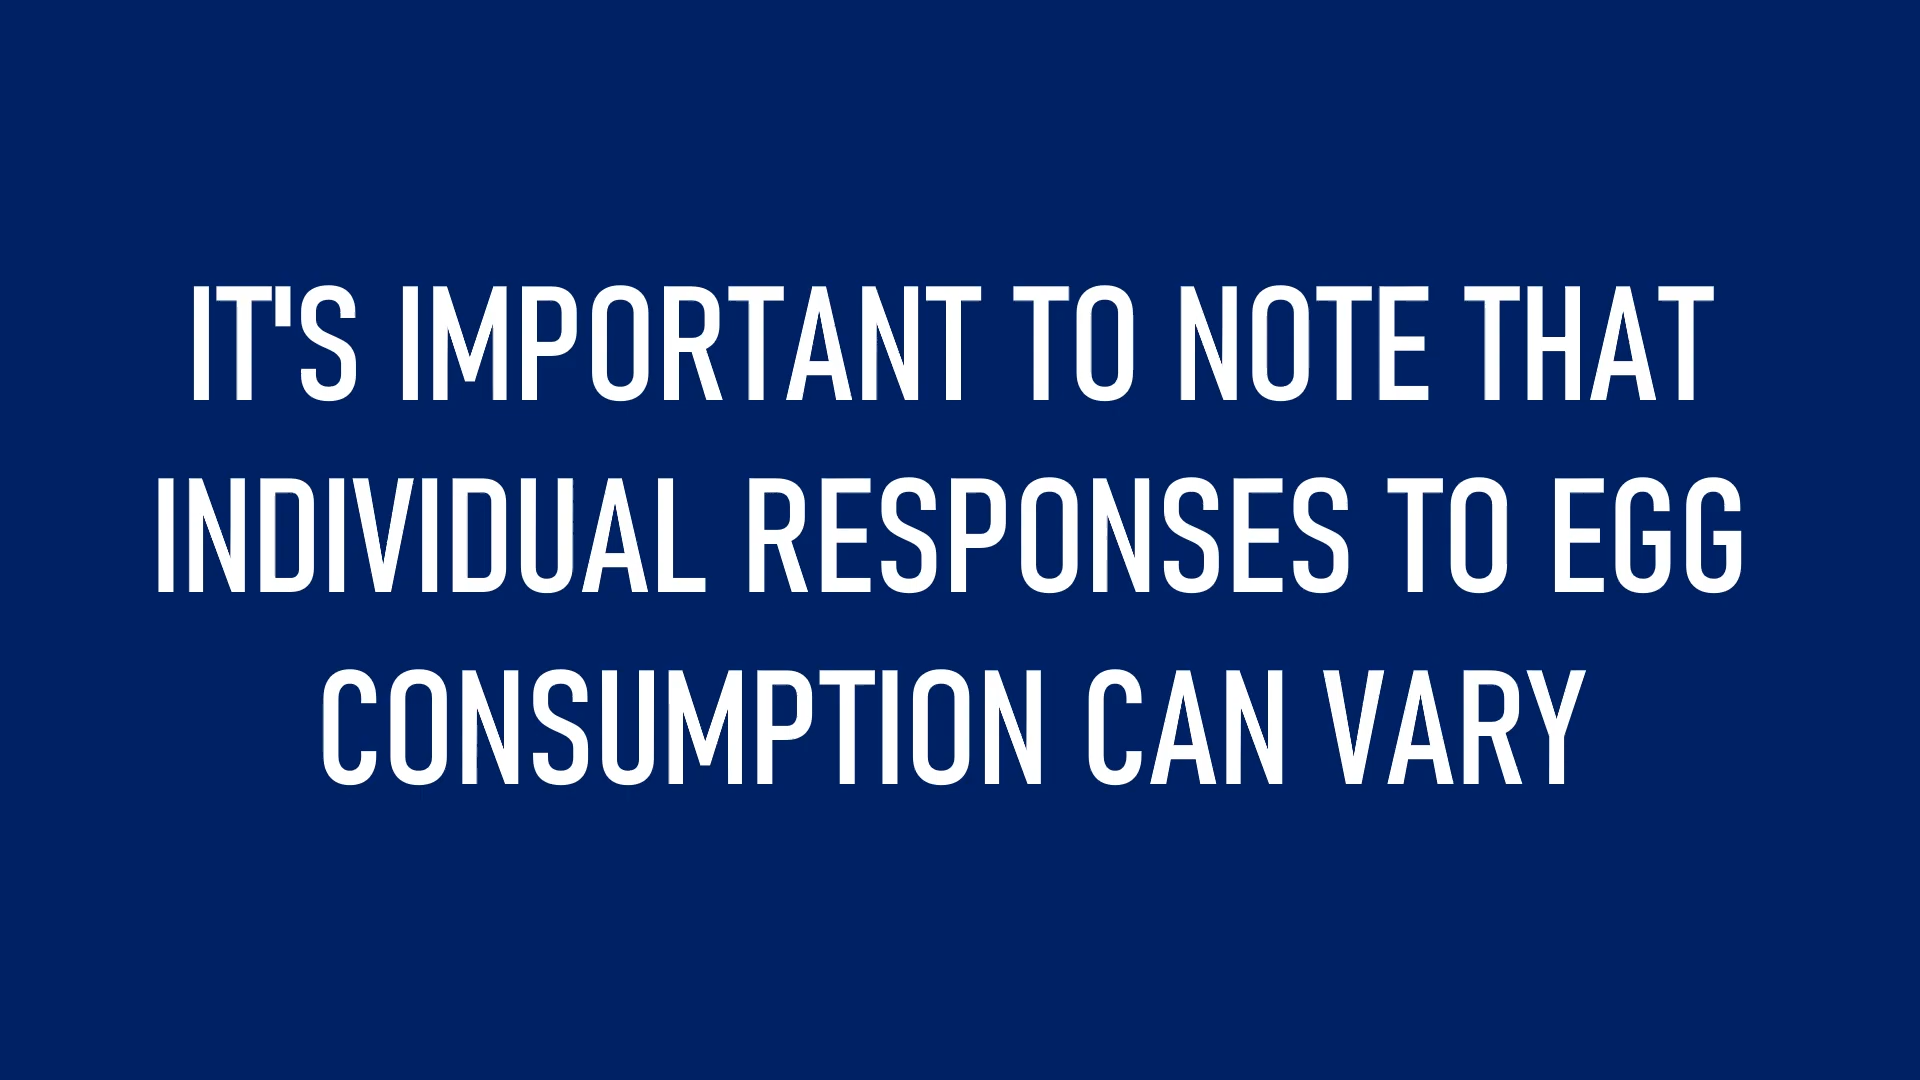 IT'S IMPORTANT TO NOTE THAT
INDIVIDUAL RESPONSES TO EGG
CONSUMPTION CAN VARY